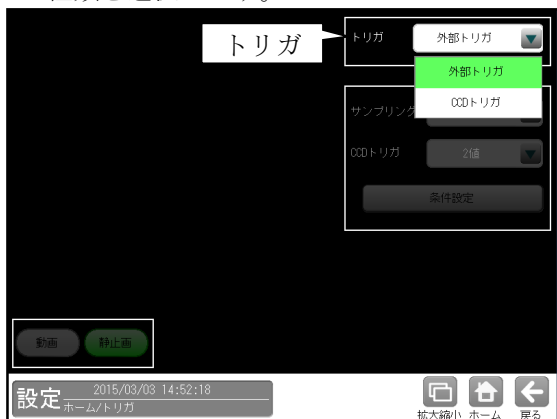 トリガ
トリガ 外部トリガ
外部トリガ
CCDトリガ
サンプリング
CCDトリガ 2値
条件設定
動画 静止画
設定 2015/03/03 14:52:18
ホーム/トリガ
拡大縮小 ホーム 戻る